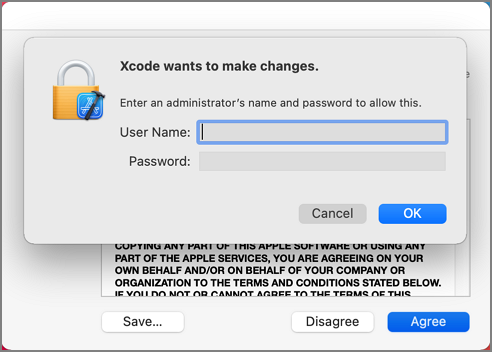 Xcode wants to make changes.
Enter an administrator's name and password to allow this.
User Name:
Password:
Cancel
OK
COPYING ANY PART OF THIS APPLE SOFTWARE OR USING ANY
PART OF THE APPLE SERVICES, YOU ARE AGREEING ON YOUR
OWN BEHALF AND/OR ON BEHALF OF YOUR COMPANY OR
ORGANIZATION TO THE TERMS AND CONDITIONS STATED BELOW.
IF YOU DO NOT OR CANNOT AGREE TO THE TERMS OF THIS
Save...
Disagree
Agree